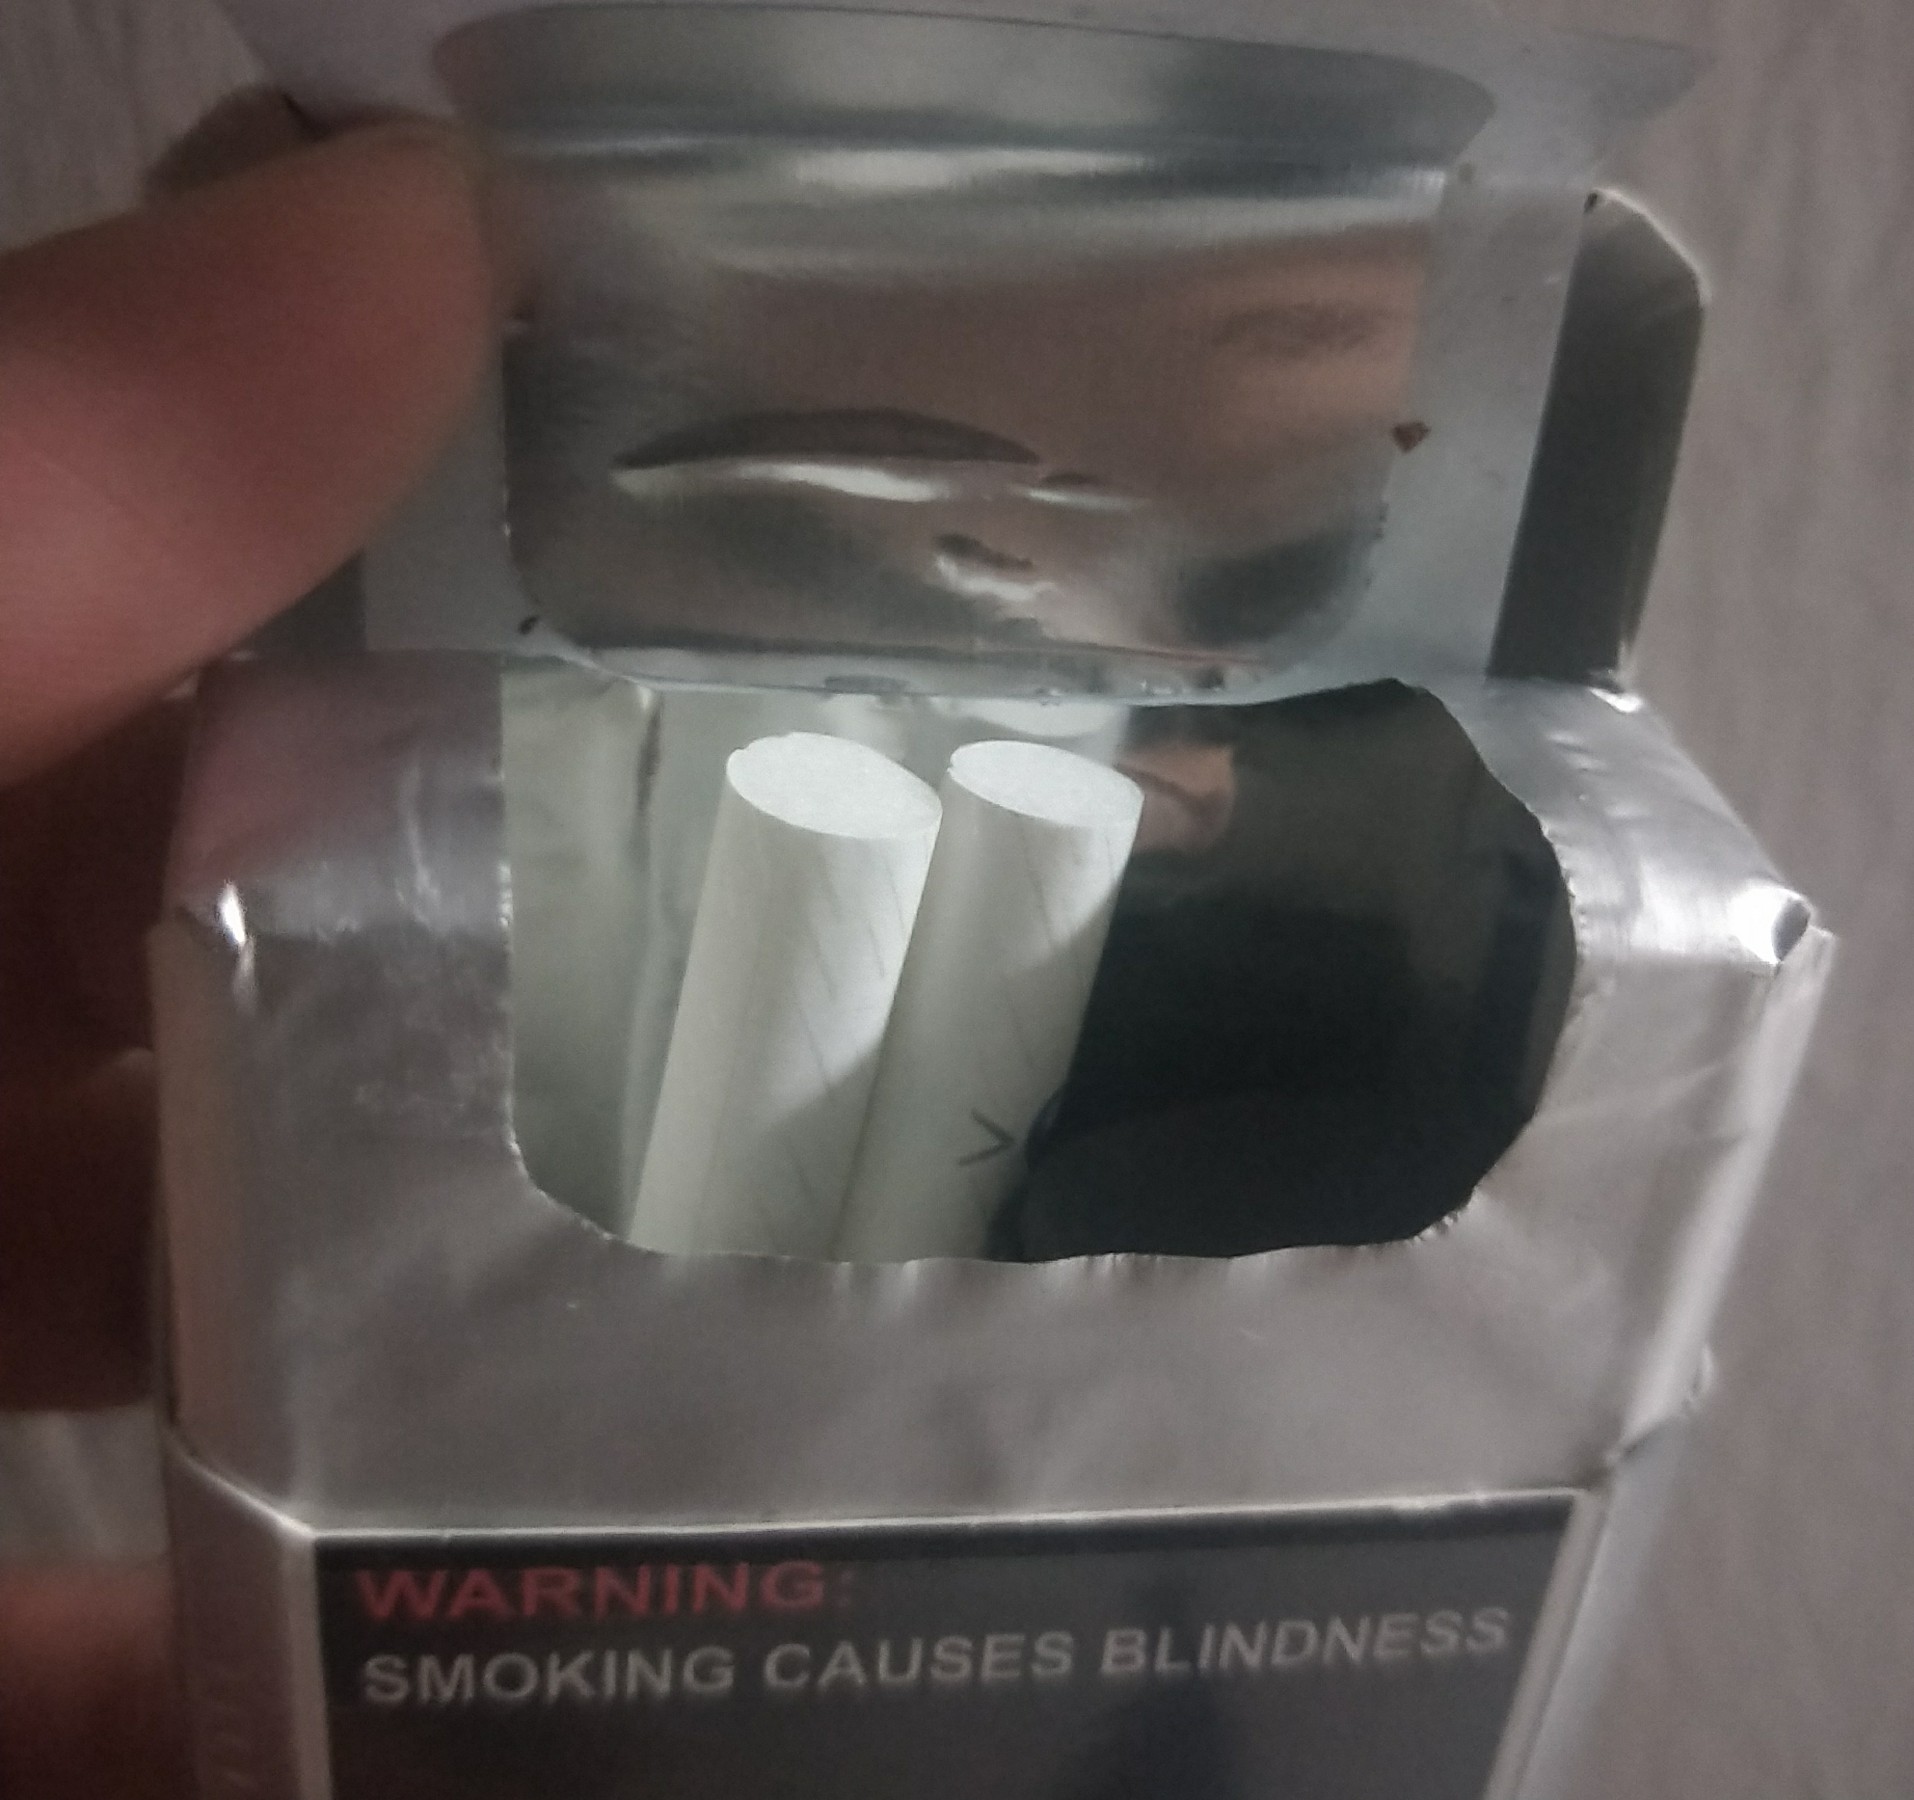 >
WARNING:
SMOKING CAUSES BLINDNESS